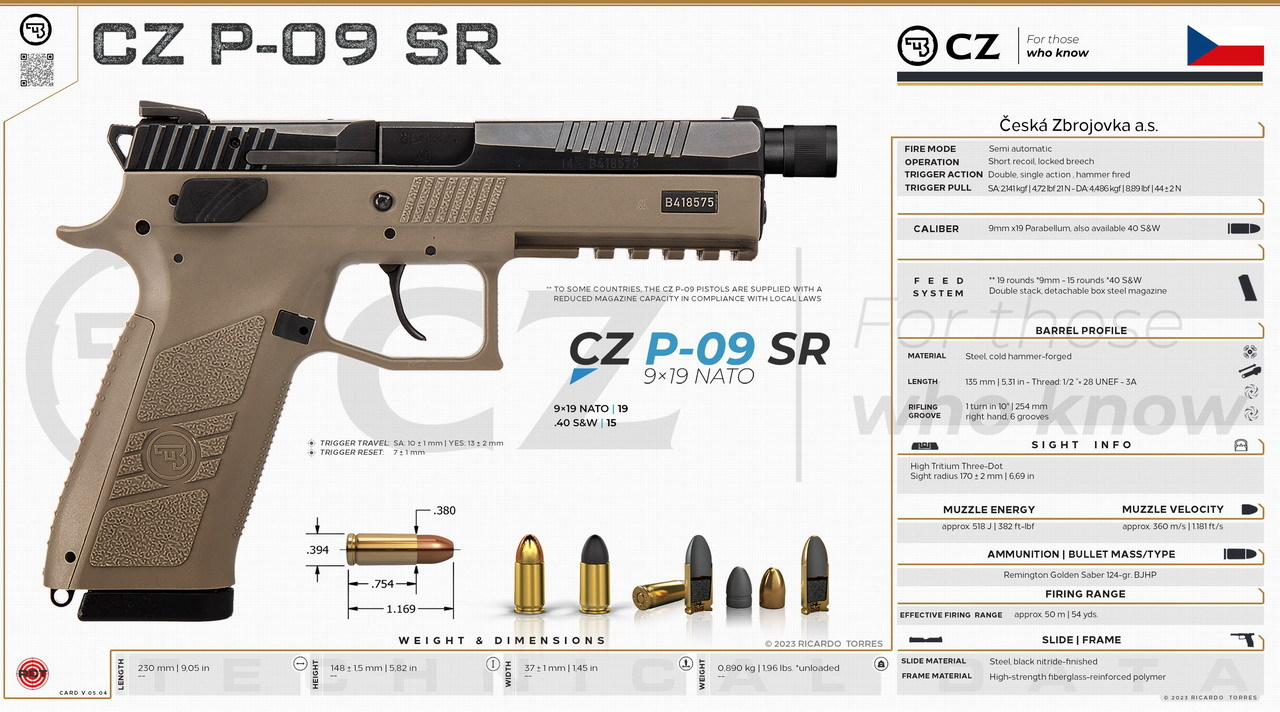 CZ P-09 SR
CZ
For those
who know
Česká Zbrojovka a.s.
FIRE MODE Semi automatic
OPERATION Short recoil, locked breech
TRIGGER ACTION Double, single action , hammer fired
TRIGGER PULL SA: 2,141 kgf | 4,72 lbf 21 N - DA: 4,486 kgf | 8,89 lbf | 44 ± 2 N
CALIBER 9mm x19 Parabellum, also available 40 S&W
FEED SYSTEM
** 19 rounds *9mm - 15 rounds *40 S&W
Double stack, detachable box steel magazine
BARREL PROFILE
MATERIAL Steel, cold hammer-forged
LENGTH 135 mm | 5,31 in - Thread: 1/2 "× 28 UNEF - 3A
RIFLING GROOVE
1 turn in 10" | 254 mm
right hand, 6 grooves
SIGHT INFO
High Tritium Three-Dot
Sight radius 170 ± 2 mm | 6,69 in
MUZZLE ENERGY MUZZLE VELOCITY
approx. 518 J | 382 ft-lbf approx. 360 m/s | 1.181 ft/s
AMMUNITION | BULLET MASS/TYPE
Remington Golden Saber 124-gr. BJHP
FIRING RANGE
EFFECTIVE FIRING RANGE approx. 50 m | 54 yds.
SLIDE | FRAME
SLIDE MATERIAL Steel, black nitride-finished
FRAME MATERIAL High-strength fiberglass-reinforced polymer
© 2023 RICARDO TORRES
B418575
B418575
** TO SOME COUNTRIES, THE CZ P-09 PISTOLS ARE SUPPLIED WITH A
REDUCED MAGAZINE CAPACITY IN COMPLIANCE WITH LOCAL LAWS
CZ P-09 SR
9×19 NATO
9×19 NATO | 19
.40 S&W | 15
TRIGGER TRAVEL: SA: 10 ± 1 mm | YES: 13 ± 2 mm
TRIGGER RESET: 7 ± 1 mm
.380
.394
.754
1.169
WEIGHT & DIMENSIONS
© 2023 RICARDO TORRES
LENGTH 230 mm | 9,05 in
--
HEIGHT 148 ± 1.5 mm | 5,82 in
--
WIDTH 37 ± 1 mm | 1,45 in
--
WEIGHT 0.890 kg | 1.96 lbs. *unloaded
--
RDT
CARD V.05.04
CZ
For those
who know
TECHNICAL DATA